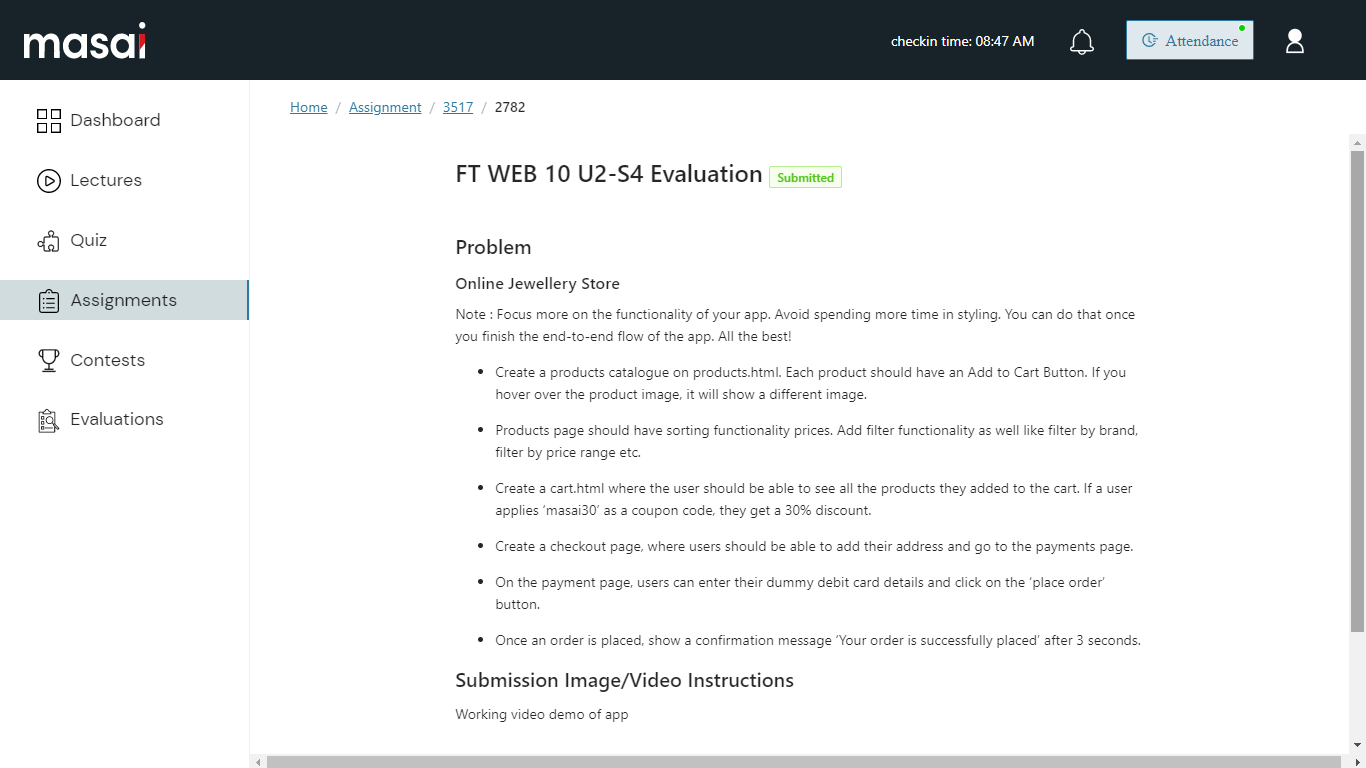 masai
checkin time: 08:47 AM
Attendance
Dashboard
Lectures
Quiz
Assignments
Contests
Evaluations
Home / Assignment / 3517 / 2782
FT WEB 10 U2-S4 Evaluation Submitted
Problem
Online Jewellery Store
Note : Focus more on the functionality of your app. Avoid spending more time in styling. You can do that once
you finish the end-to-end flow of the app. All the best!
• Create a products catalogue on products.html. Each product should have an Add to Cart Button. If you
hover over the product image, it will show a different image.
• Products page should have sorting functionality prices. Add filter functionality as well like filter by brand,
filter by price range etc.
• Create a cart.html where the user should be able to see all the products they added to the cart. If a user
applies ‘masai30’ as a coupon code, they get a 30% discount.
• Create a checkout page, where users should be able to add their address and go to the payments page.
• On the payment page, users can enter their dummy debit card details and click on the ‘place order’
button.
• Once an order is placed, show a confirmation message ‘Your order is successfully placed’ after 3 seconds.
Submission Image/Video Instructions
Working video demo of app